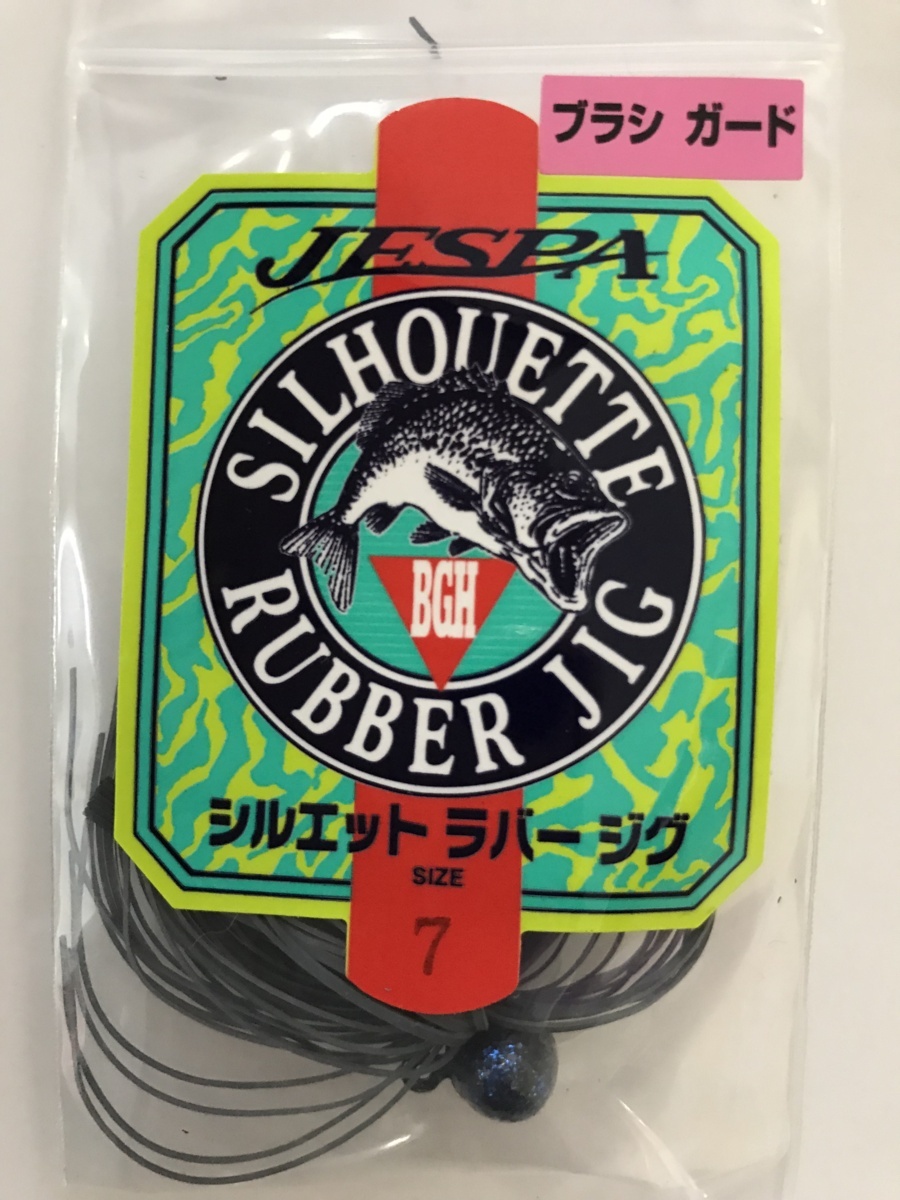 ブラシ ガード
JESPA
SILHOUETTE
BGH
RUBBER JIG
シルエット ラバー ジグ
SIZE
7